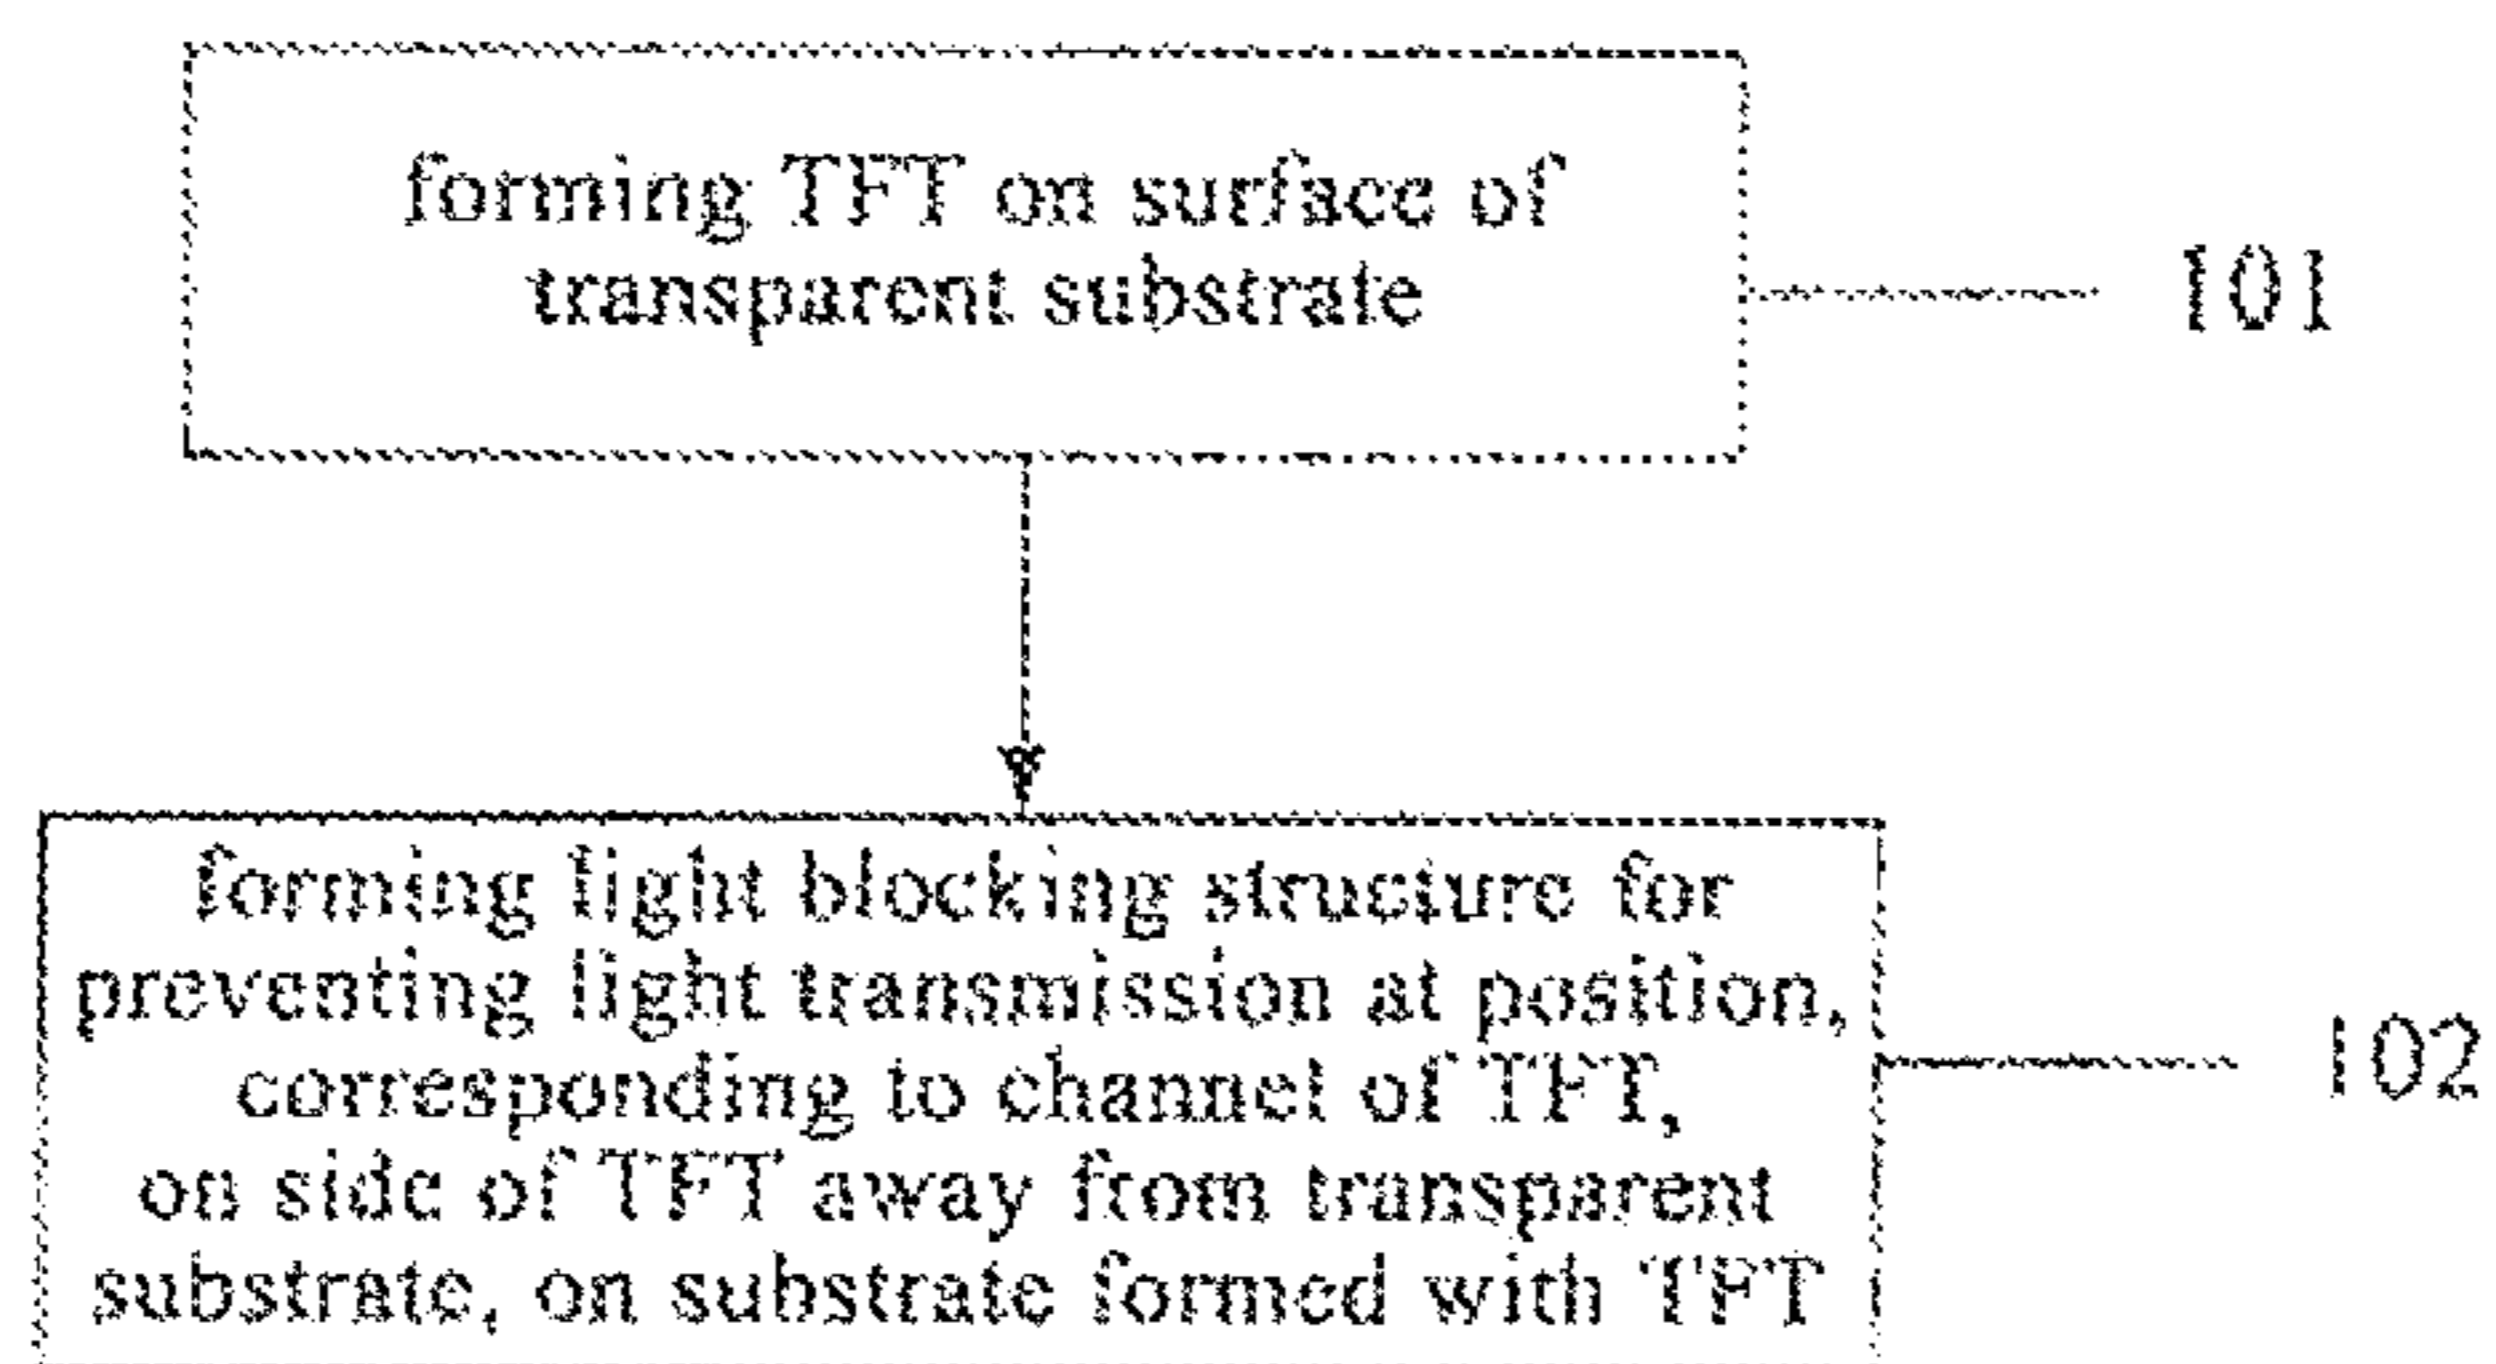 forming TFT on surface of
transparent substrate
101
forming light blocking structure for
preventing light transmission at position,
corresponding to channel of TFT,
on side of TFT away from transparent
substrate, on substrate formed with TFT
102